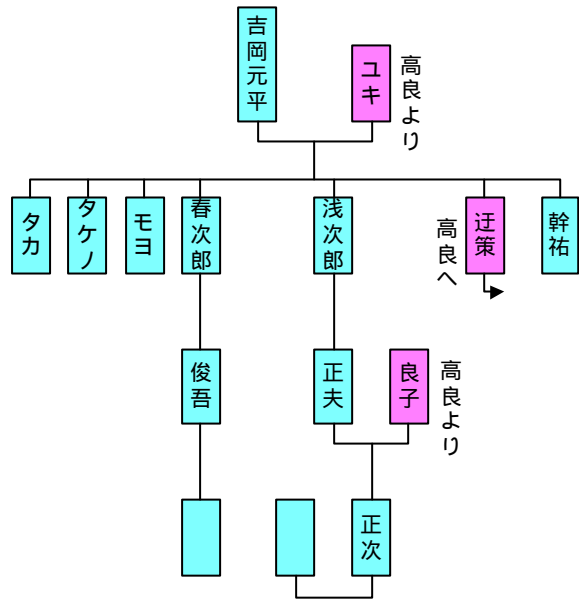 吉岡元平
ユキ
高良より
幹祐
迂策
高良へ
浅次郎
春次郎
モヨ
タケノ
タカ
俊吾
正夫
良子
高良より
正次